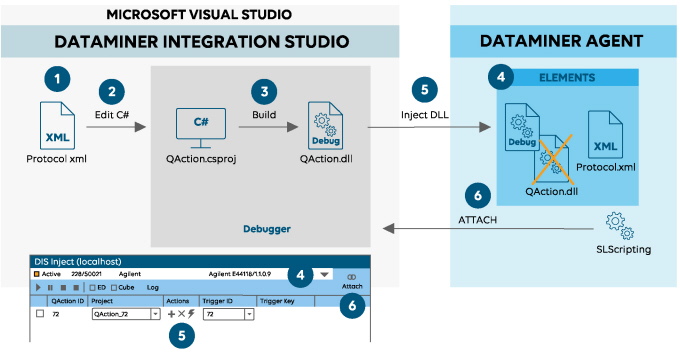 MICROSOFT VISUAL STUDIO
DATAMINER INTEGRATION STUDIO
DATAMINER AGENT
1
2
3
5
4
ELEMENTS
XML
Edit C#
C#
Build
Debug
Inject DLL
Debug
XML
Protocol xml
QAction.csproj
QAction.dll
Protocol.xml
QAction.dll
6
ATTACH
Debugger
SLScripting
DIS Inject (localhost)
Active 228/50021 Agilent Agilent E4411B/1.1.0.9 4
ED Cube Log Attach
QAction ID Project Actions Trigger ID Trigger Key 6
72 QAction_72 72
5